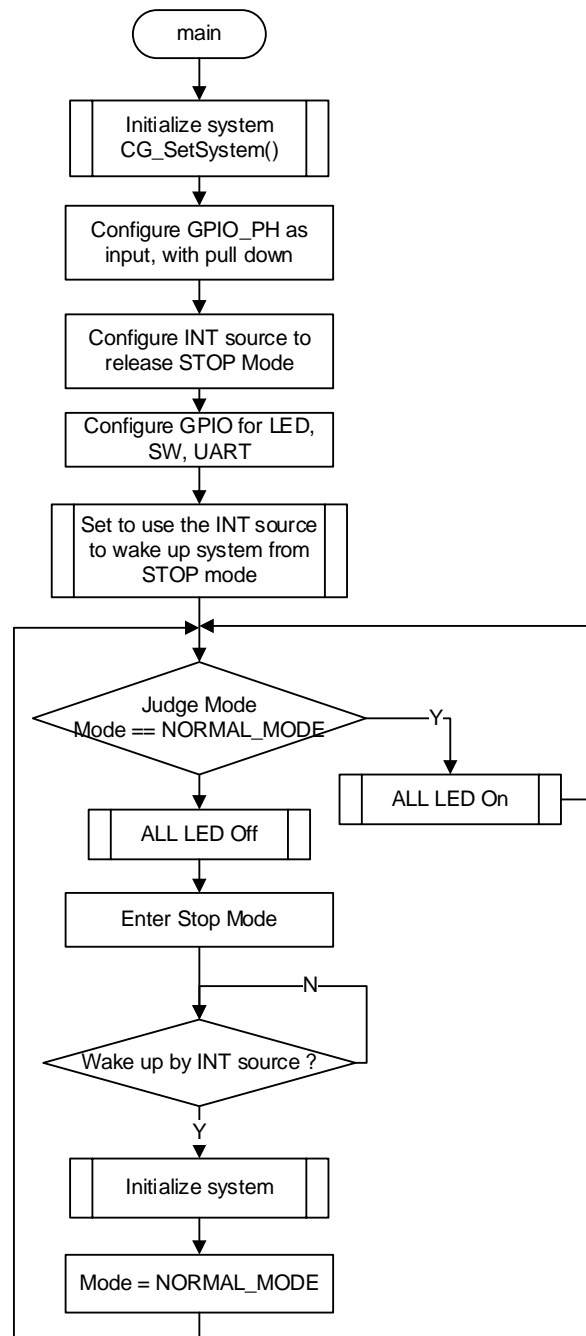 main
Initialize system
CG_SetSystem()
Configure GPIO_PH as
input, with pull down
Configure INT source to
release STOP Mode
Configure GPIO for LED,
SW, UART
Set to use the INT source
to wake up system from
STOP mode
Judge Mode
Mode == NORMAL_MODE
Y
ALL LED On
ALL LED Off
Enter Stop Mode
N
Wake up by INT source ?
Y
Initialize system
Mode = NORMAL_MODE